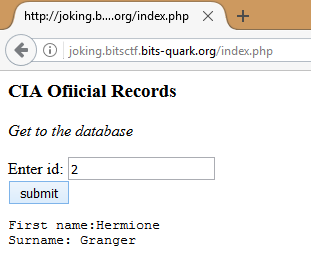 http://joking.b....org/index.php
joking.bitsctf.bits-quark.org/index.php
CIA Ofiicial Records
Get to the database
Enter id: 2
submit
First name:Hermione
Surname: Granger